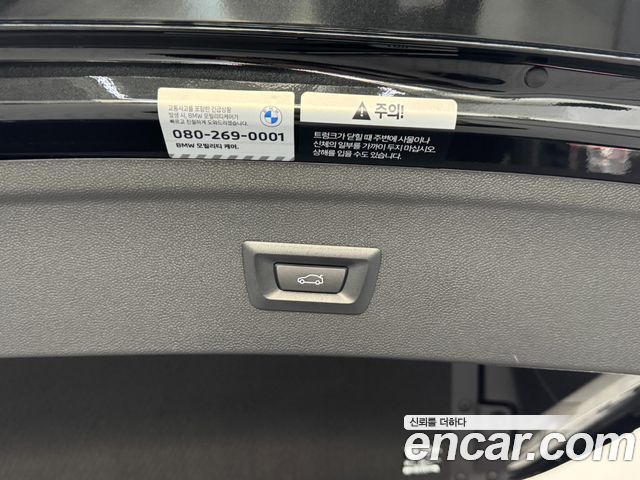 교통사고를 포함한 긴급상황
발생 시, BMW 모빌리티케어가
빠르고 친절하게 도와드리겠습니다.
080-269-0001
BMW 모빌리티 케어.
주의!
트렁크가 닫힐 때 주변에 사물이나
신체의 일부를 가까이 두지 마십시오.
상해를 입을 수도 있습니다.
신뢰를 더하다
encar.com